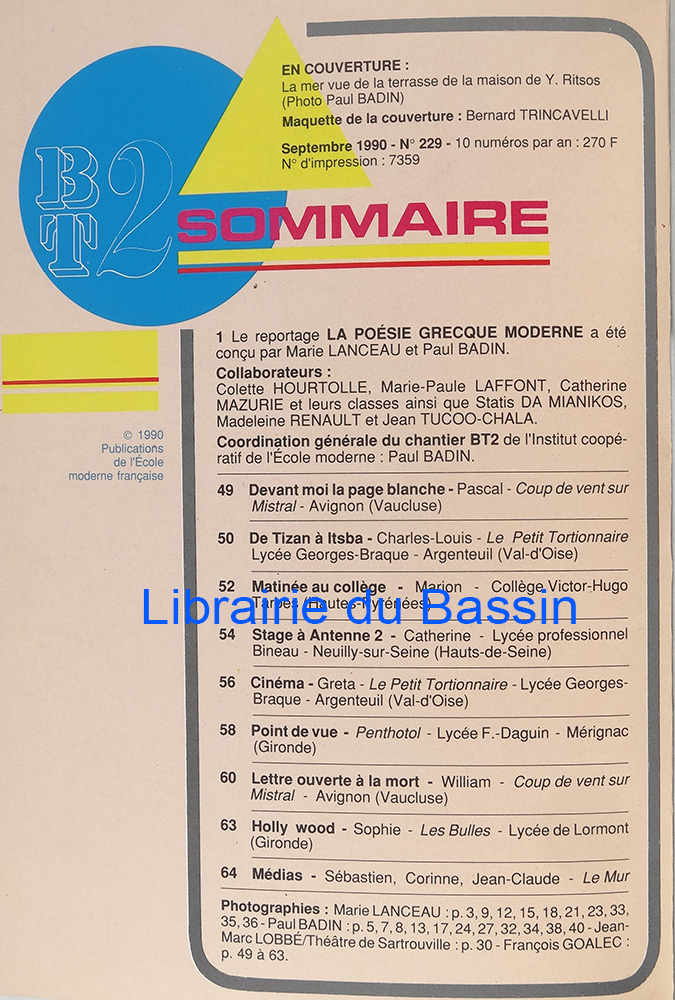 EN COUVERTURE :
La mer vue de la terrasse de la maison de Y. Ritsos
(Photo Paul BADIN)
Maquette de la couverture : Bernard TRINCAVELLI
Septembre 1990 - N° 229 - 10 numéros par an : 270 F
N° d'impression : 7359
BT2
SOMMAIRE
1 Le reportage LA POÉSIE GRECQUE MODERNE a été
conçu par Marie LANCEAU et Paul BADIN.
Collaborateurs :
Colette HOURTOLLE, Marie-Paule LAFFONT, Catherine
MAZURIE et leurs classes ainsi que Statis DA MIANIKOS,
Madeleine RENAULT et Jean TUCOO-CHALA.
Coordination générale du chantier BT2 de l'Institut coopé-
ratif de l'École moderne : Paul BADIN.
© 1990
Publications
de l'École
moderne française
49 Devant moi la page blanche - Pascal - Coup de vent sur
Mistral - Avignon (Vaucluse)
50 De Tizan à Itsba - Charles-Louis - Le Petit Tortionnaire
Lycée Georges-Braque - Argenteuil (Val-d'Oise)
52 Matinée au collège - Marion - Collège Victor-Hugo
Tarbes (Hautes-Pyrénées)
Librairie du Bassin
54 Stage à Antenne 2 - Catherine - Lycée professionnel
Bineau - Neuilly-sur-Seine (Hauts-de-Seine)
56 Cinéma - Greta - Le Petit Tortionnaire - Lycée Georges-
Braque - Argenteuil (Val-d'Oise)
58 Point de vue - Penthotol - Lycée F.-Daguin - Mérignac
(Gironde)
60 Lettre ouverte à la mort - William - Coup de vent sur
Mistral - Avignon (Vaucluse)
63 Holly wood - Sophie - Les Bulles - Lycée de Lormont
(Gironde)
64 Médias - Sébastien, Corinne, Jean-Claude - Le Mur
Photographies : Marie LANCEAU : p. 3, 9, 12, 15, 18, 21, 23, 33,
35, 36 - Paul BADIN : p. 5, 7, 8, 13, 17, 24, 27, 32, 34, 38, 40 - Jean-
Marc LOBBÉ/Théâtre de Sartrouville : p. 30 - François GOALEC :
p. 49 à 63.